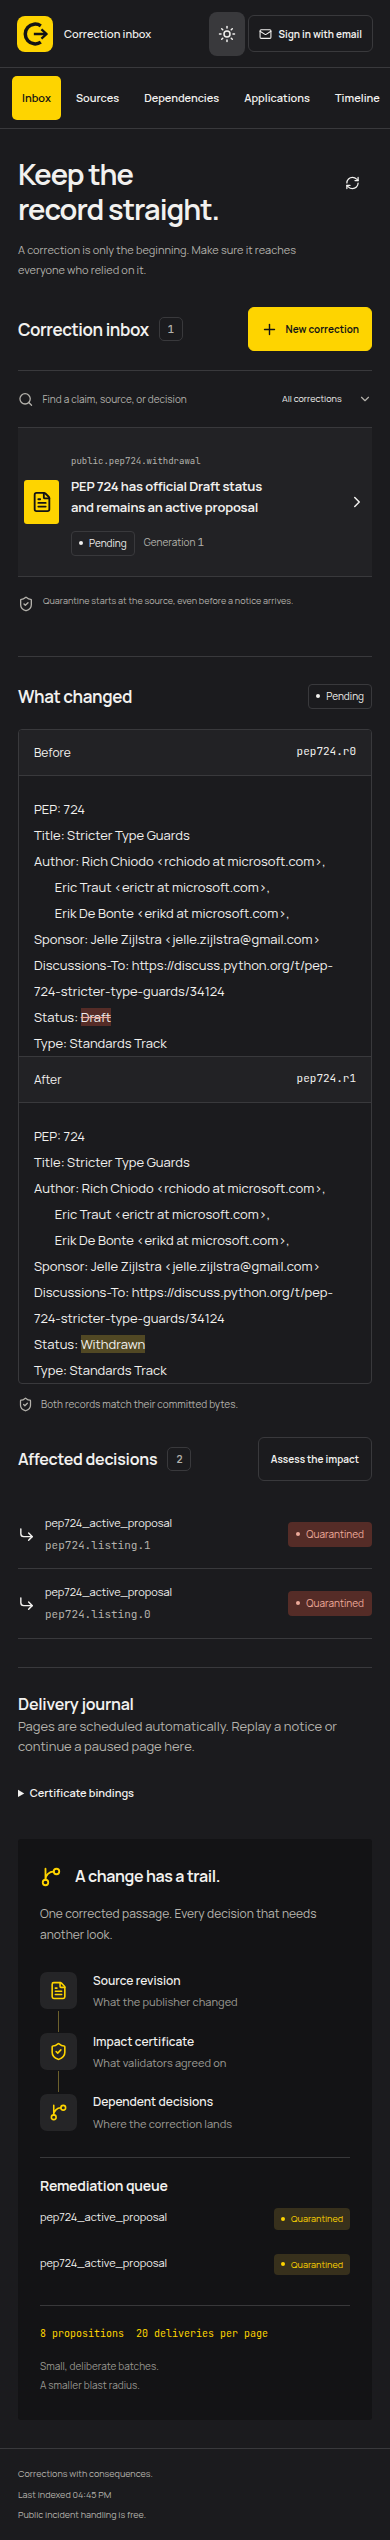 Correction inbox
Sign in with email
Inbox
Sources
Dependencies
Applications
Timeline
Keep the
record straight.
A correction is only the beginning. Make sure it reaches
everyone who relied on it.
Correction inbox 1
New correction
Find a claim, source, or decision
All corrections
public.pep724.withdrawal
PEP 724 has official Draft status
and remains an active proposal
Pending
Generation 1
Quarantine starts at the source, even before a notice arrives.
What changed
Pending
Before
pep724.r0
PEP: 724
Title: Stricter Type Guards
Author: Rich Chiodo <rchiodo at microsoft.com>,
Eric Traut <erictr at microsoft.com>,
Erik De Bonte <erikd at microsoft.com>,
Sponsor: Jelle Zijlstra <jelle.zijlstra@gmail.com>
Discussions-To: https://discuss.python.org/t/pep-
724-stricter-type-guards/34124
Status: Draft
Type: Standards Track
After
pep724.r1
PEP: 724
Title: Stricter Type Guards
Author: Rich Chiodo <rchiodo at microsoft.com>,
Eric Traut <erictr at microsoft.com>,
Erik De Bonte <erikd at microsoft.com>,
Sponsor: Jelle Zijlstra <jelle.zijlstra@gmail.com>
Discussions-To: https://discuss.python.org/t/pep-
724-stricter-type-guards/34124
Status: Withdrawn
Type: Standards Track
Both records match their committed bytes.
Affected decisions 2
Assess the impact
pep724_active_proposal
pep724.listing.1
Quarantined
pep724_active_proposal
pep724.listing.0
Quarantined
Delivery journal
Pages are scheduled automatically. Replay a notice or
continue a paused page here.
Certificate bindings
A change has a trail.
One corrected passage. Every decision that needs
another look.
Source revision
What the publisher changed
Impact certificate
What validators agreed on
Dependent decisions
Where the correction lands
Remediation queue
pep724_active_proposal
Quarantined
pep724_active_proposal
Quarantined
8 propositions 20 deliveries per page
Small, deliberate batches.
A smaller blast radius.
Corrections with consequences.
Last indexed 04:45 PM
Public incident handling is free.